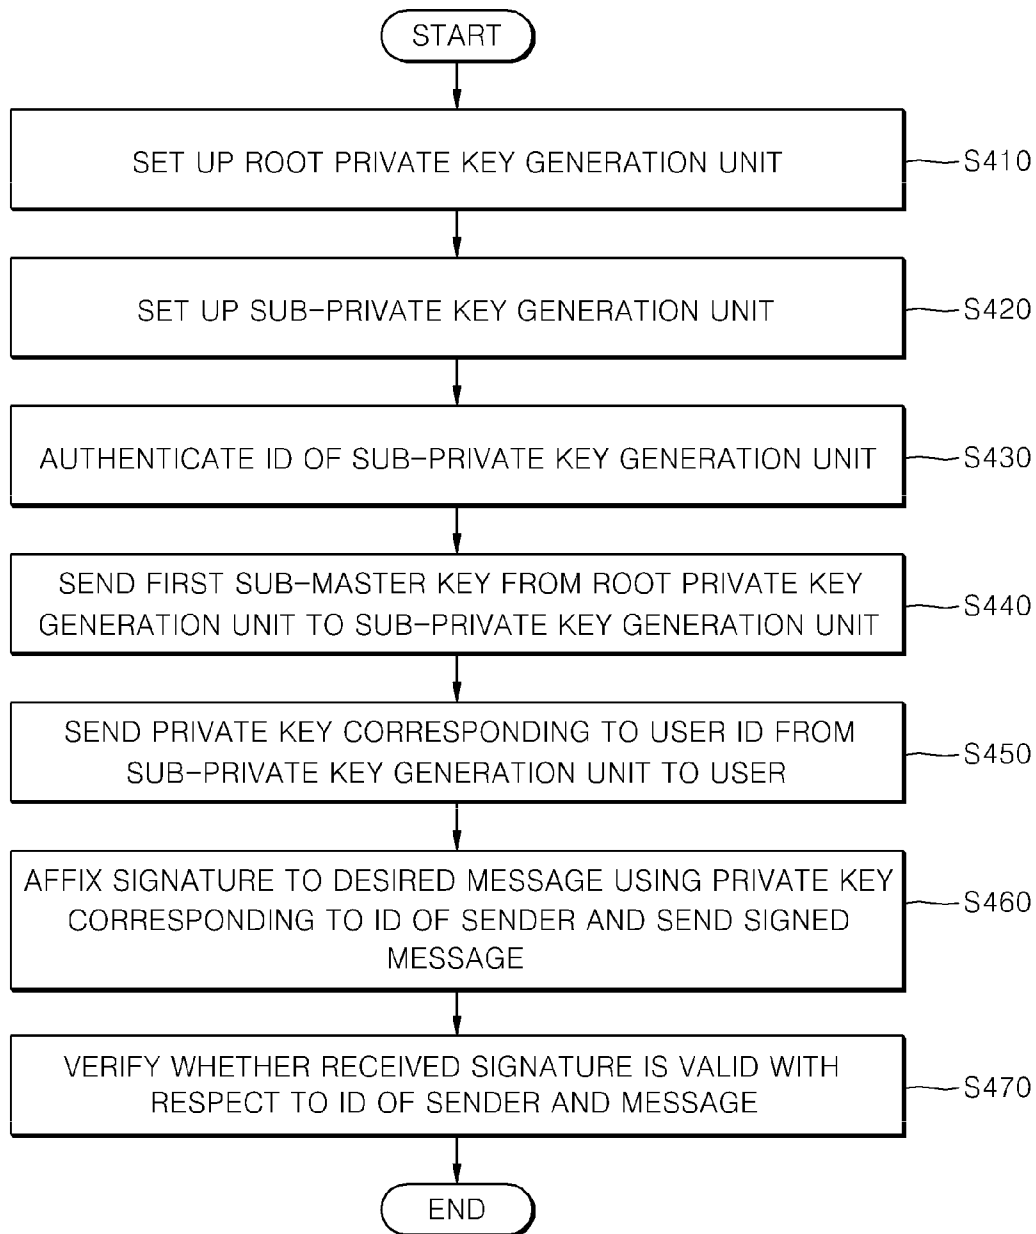 START
SET UP ROOT PRIVATE KEY GENERATION UNIT
S410
SET UP SUB-PRIVATE KEY GENERATION UNIT
S420
AUTHENTICATE ID OF SUB-PRIVATE KEY GENERATION UNIT
S430
SEND FIRST SUB-MASTER KEY FROM ROOT PRIVATE KEY
GENERATION UNIT TO SUB-PRIVATE KEY GENERATION UNIT
S440
SEND PRIVATE KEY CORRESPONDING TO USER ID FROM
SUB-PRIVATE KEY GENERATION UNIT TO USER
S450
AFFIX SIGNATURE TO DESIRED MESSAGE USING PRIVATE KEY
CORRESPONDING TO ID OF SENDER AND SEND SIGNED
MESSAGE
S460
VERIFY WHETHER RECEIVED SIGNATURE IS VALID WITH
RESPECT TO ID OF SENDER AND MESSAGE
S470
END